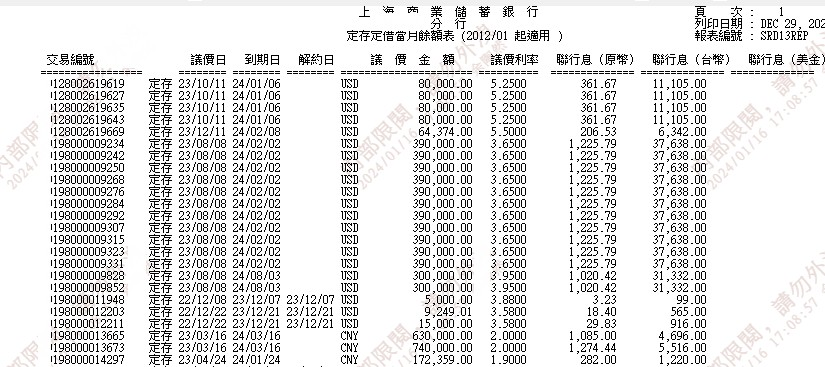 上 海 商 業 儲 蓄 銀 行 頁 次 : 1
分 行 列印日期 : DEC 29, 202
定存定借當月餘額表 (2012/01 起適用 ) 報表編號 : SRD13REP
交易編號 議價日 到期日 解約日 議 價 金 額 議價利率 聯行息 (原幣) 聯行息 (台幣) 聯行息 (美金)
128002619619 定存 23/10/11 24/01/06 USD 80,000.00 5.2500 361.67 11,105.00
128002619627 定存 23/10/11 24/01/06 USD 80,000.00 5.2500 361.67 11,105.00
128002619635 定存 23/10/11 24/01/06 USD 80,000.00 5.2500 361.67 11,105.00
128002619643 定存 23/10/11 24/01/06 USD 80,000.00 5.2500 361.67 11,105.00
128002619669 定存 23/12/11 24/02/08 USD 64,374.00 5.5000 206.53 6,342.00
198000009234 定存 23/08/08 24/02/02 USD 390,000.00 3.6500 1,225.79 37,638.00
198000009242 定存 23/08/08 24/02/02 USD 390,000.00 3.6500 1,225.79 37,638.00
198000009250 定存 23/08/08 24/02/02 USD 390,000.00 3.6500 1,225.79 37,638.00
198000009268 定存 23/08/08 24/02/02 USD 390,000.00 3.6500 1,225.79 37,638.00
198000009276 定存 23/08/08 24/02/02 USD 390,000.00 3.6500 1,225.79 37,638.00
198000009284 定存 23/08/08 24/02/02 USD 390,000.00 3.6500 1,225.79 37,638.00
198000009292 定存 23/08/08 24/02/02 USD 390,000.00 3.6500 1,225.79 37,638.00
198000009307 定存 23/08/08 24/02/02 USD 390,000.00 3.6500 1,225.79 37,638.00
198000009315 定存 23/08/08 24/02/02 USD 390,000.00 3.6500 1,225.79 37,638.00
198000009323 定存 23/08/08 24/02/02 USD 390,000.00 3.6500 1,225.79 37,638.00
198000009331 定存 23/08/08 24/02/02 USD 390,000.00 3.6500 1,225.79 37,638.00
198000009828 定存 23/08/08 24/08/03 USD 300,000.00 3.9500 1,020.42 31,332.00
198000009852 定存 23/08/08 24/08/03 USD 300,000.00 3.9500 1,020.42 31,332.00
198000011948 定存 22/12/08 23/12/07 23/12/07 USD 5,000.00 3.8800 3.23 99.00
198000012203 定存 22/12/22 23/12/21 23/12/21 USD 9,249.01 3.5800 18.40 565.00
198000012211 定存 22/12/22 23/12/21 23/12/21 USD 15,000.00 3.5800 29.83 916.00
198000013665 定存 23/03/16 24/03/16 CNY 630,000.00 2.0000 1,085.00 4,696.00
198000013673 定存 23/03/16 24/03/16 CNY 740,000.00 2.0000 1,274.44 5,516.00
198000014297 定存 23/04/24 24/01/24 CNY 172,359.00 1.9000 282.00 1,220.00
內部限閱，請勿外流
2024/01/16 17:08:57